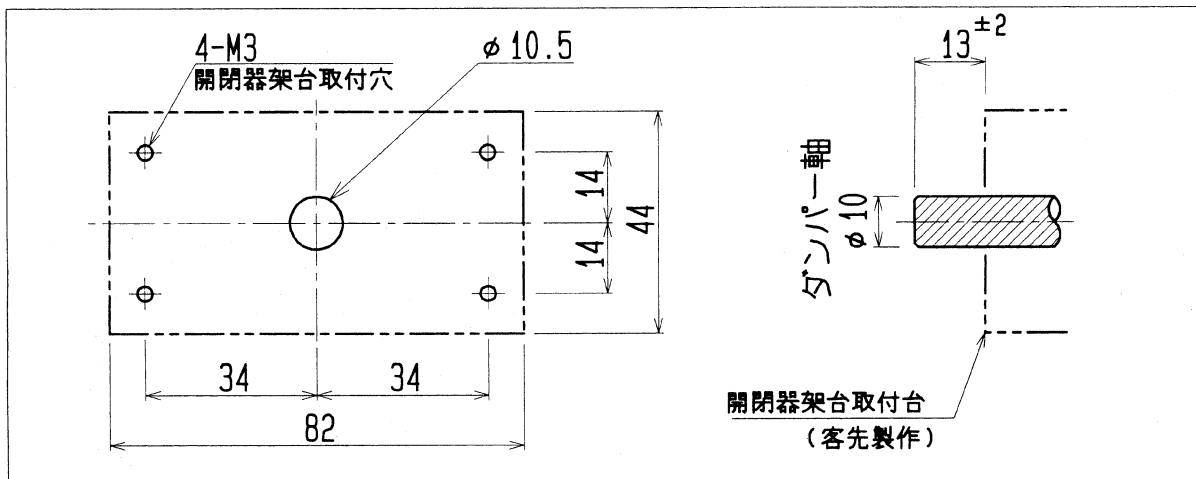 4-M3
開閉器架台取付穴
φ10.5
14
14
44
34
34
82
13±2
ダンパー軸
φ10
開閉器架台取付台
（客先製作）